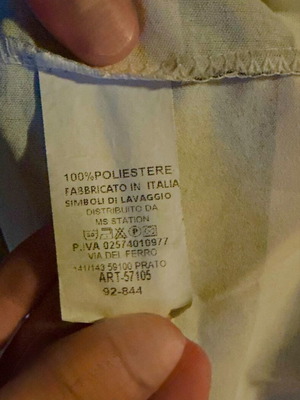 100%POLIESTERE
FABBRICATO IN ITALIA
SIMBOLI DI LAVAGGIO
DISTRIBUITO DA
MS STATION
P.IVA 02574010977
VIA DEL FERRO
141/143 59100 PRATO
ART-57105
92-844